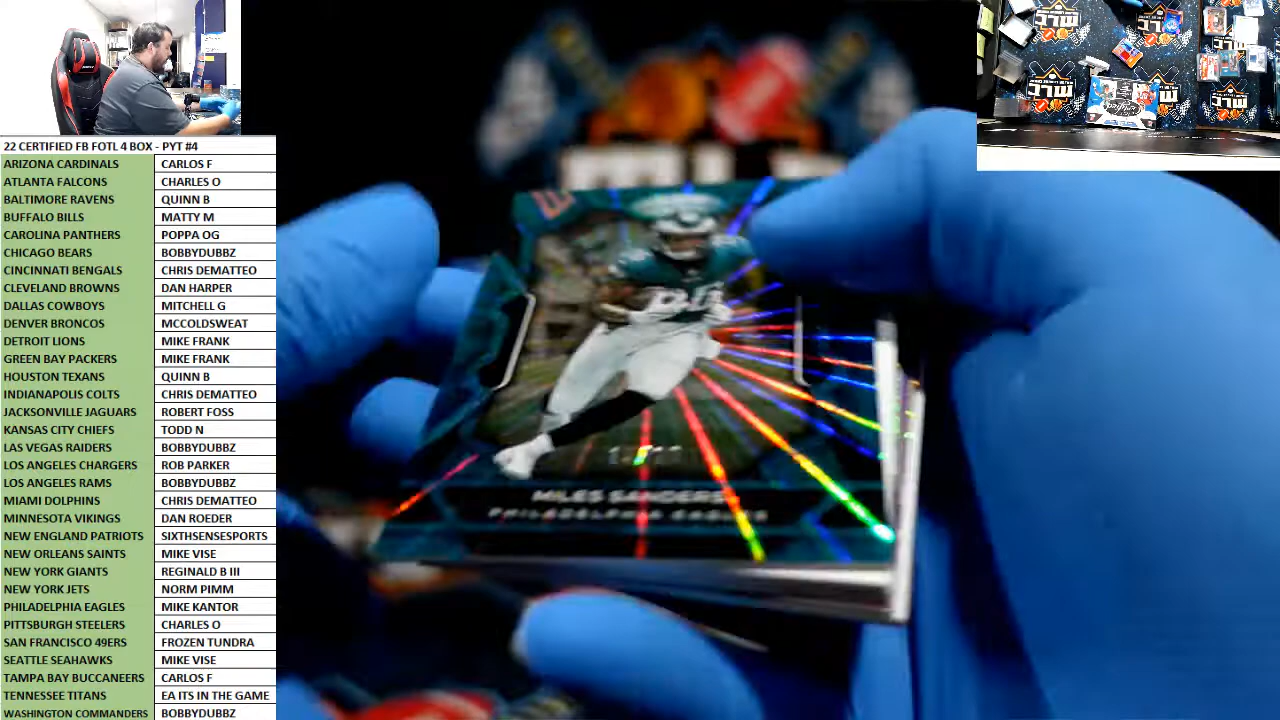 22 CERTIFIED FB FOTL 4 BOX - PYT #4
ARIZONA CARDINALS CARLOS F
ATLANTA FALCONS CHARLES O
BALTIMORE RAVENS QUINN B
BUFFALO BILLS MATTY M
CAROLINA PANTHERS POPPA OG
CHICAGO BEARS BOBBYDUBBZ
CINCINNATI BENGALS CHRIS DEMATTEO
CLEVELAND BROWNS DAN HARPER
DALLAS COWBOYS MITCHELL G
DENVER BRONCOS MCCOLDSWEAT
DETROIT LIONS MIKE FRANK
GREEN BAY PACKERS MIKE FRANK
HOUSTON TEXANS QUINN B
INDIANAPOLIS COLTS CHRIS DEMATTEO
JACKSONVILLE JAGUARS ROBERT FOSS
KANSAS CITY CHIEFS TODD N
LAS VEGAS RAIDERS BOBBYDUBBZ
LOS ANGELES CHARGERS ROB PARKER
LOS ANGELES RAMS BOBBYDUBBZ
MIAMI DOLPHINS CHRIS DEMATTEO
MINNESOTA VIKINGS DAN ROEDER
NEW ENGLAND PATRIOTS SIXTHSENSESPORTS
NEW ORLEANS SAINTS MIKE VISE
NEW YORK GIANTS REGINALD B III
NEW YORK JETS NORM PIMM
PHILADELPHIA EAGLES MIKE KANTOR
PITTSBURGH STEELERS CHARLES O
SAN FRANCISCO 49ERS FROZEN TUNDRA
SEATTLE SEAHAWKS MIKE VISE
TAMPA BAY BUCCANEERS CARLOS F
TENNESSEE TITANS EA ITS IN THE GAME
WASHINGTON COMMANDERS BOBBYDUBBZ
MILES SANDERS
PHILADELPHIA EAGLES